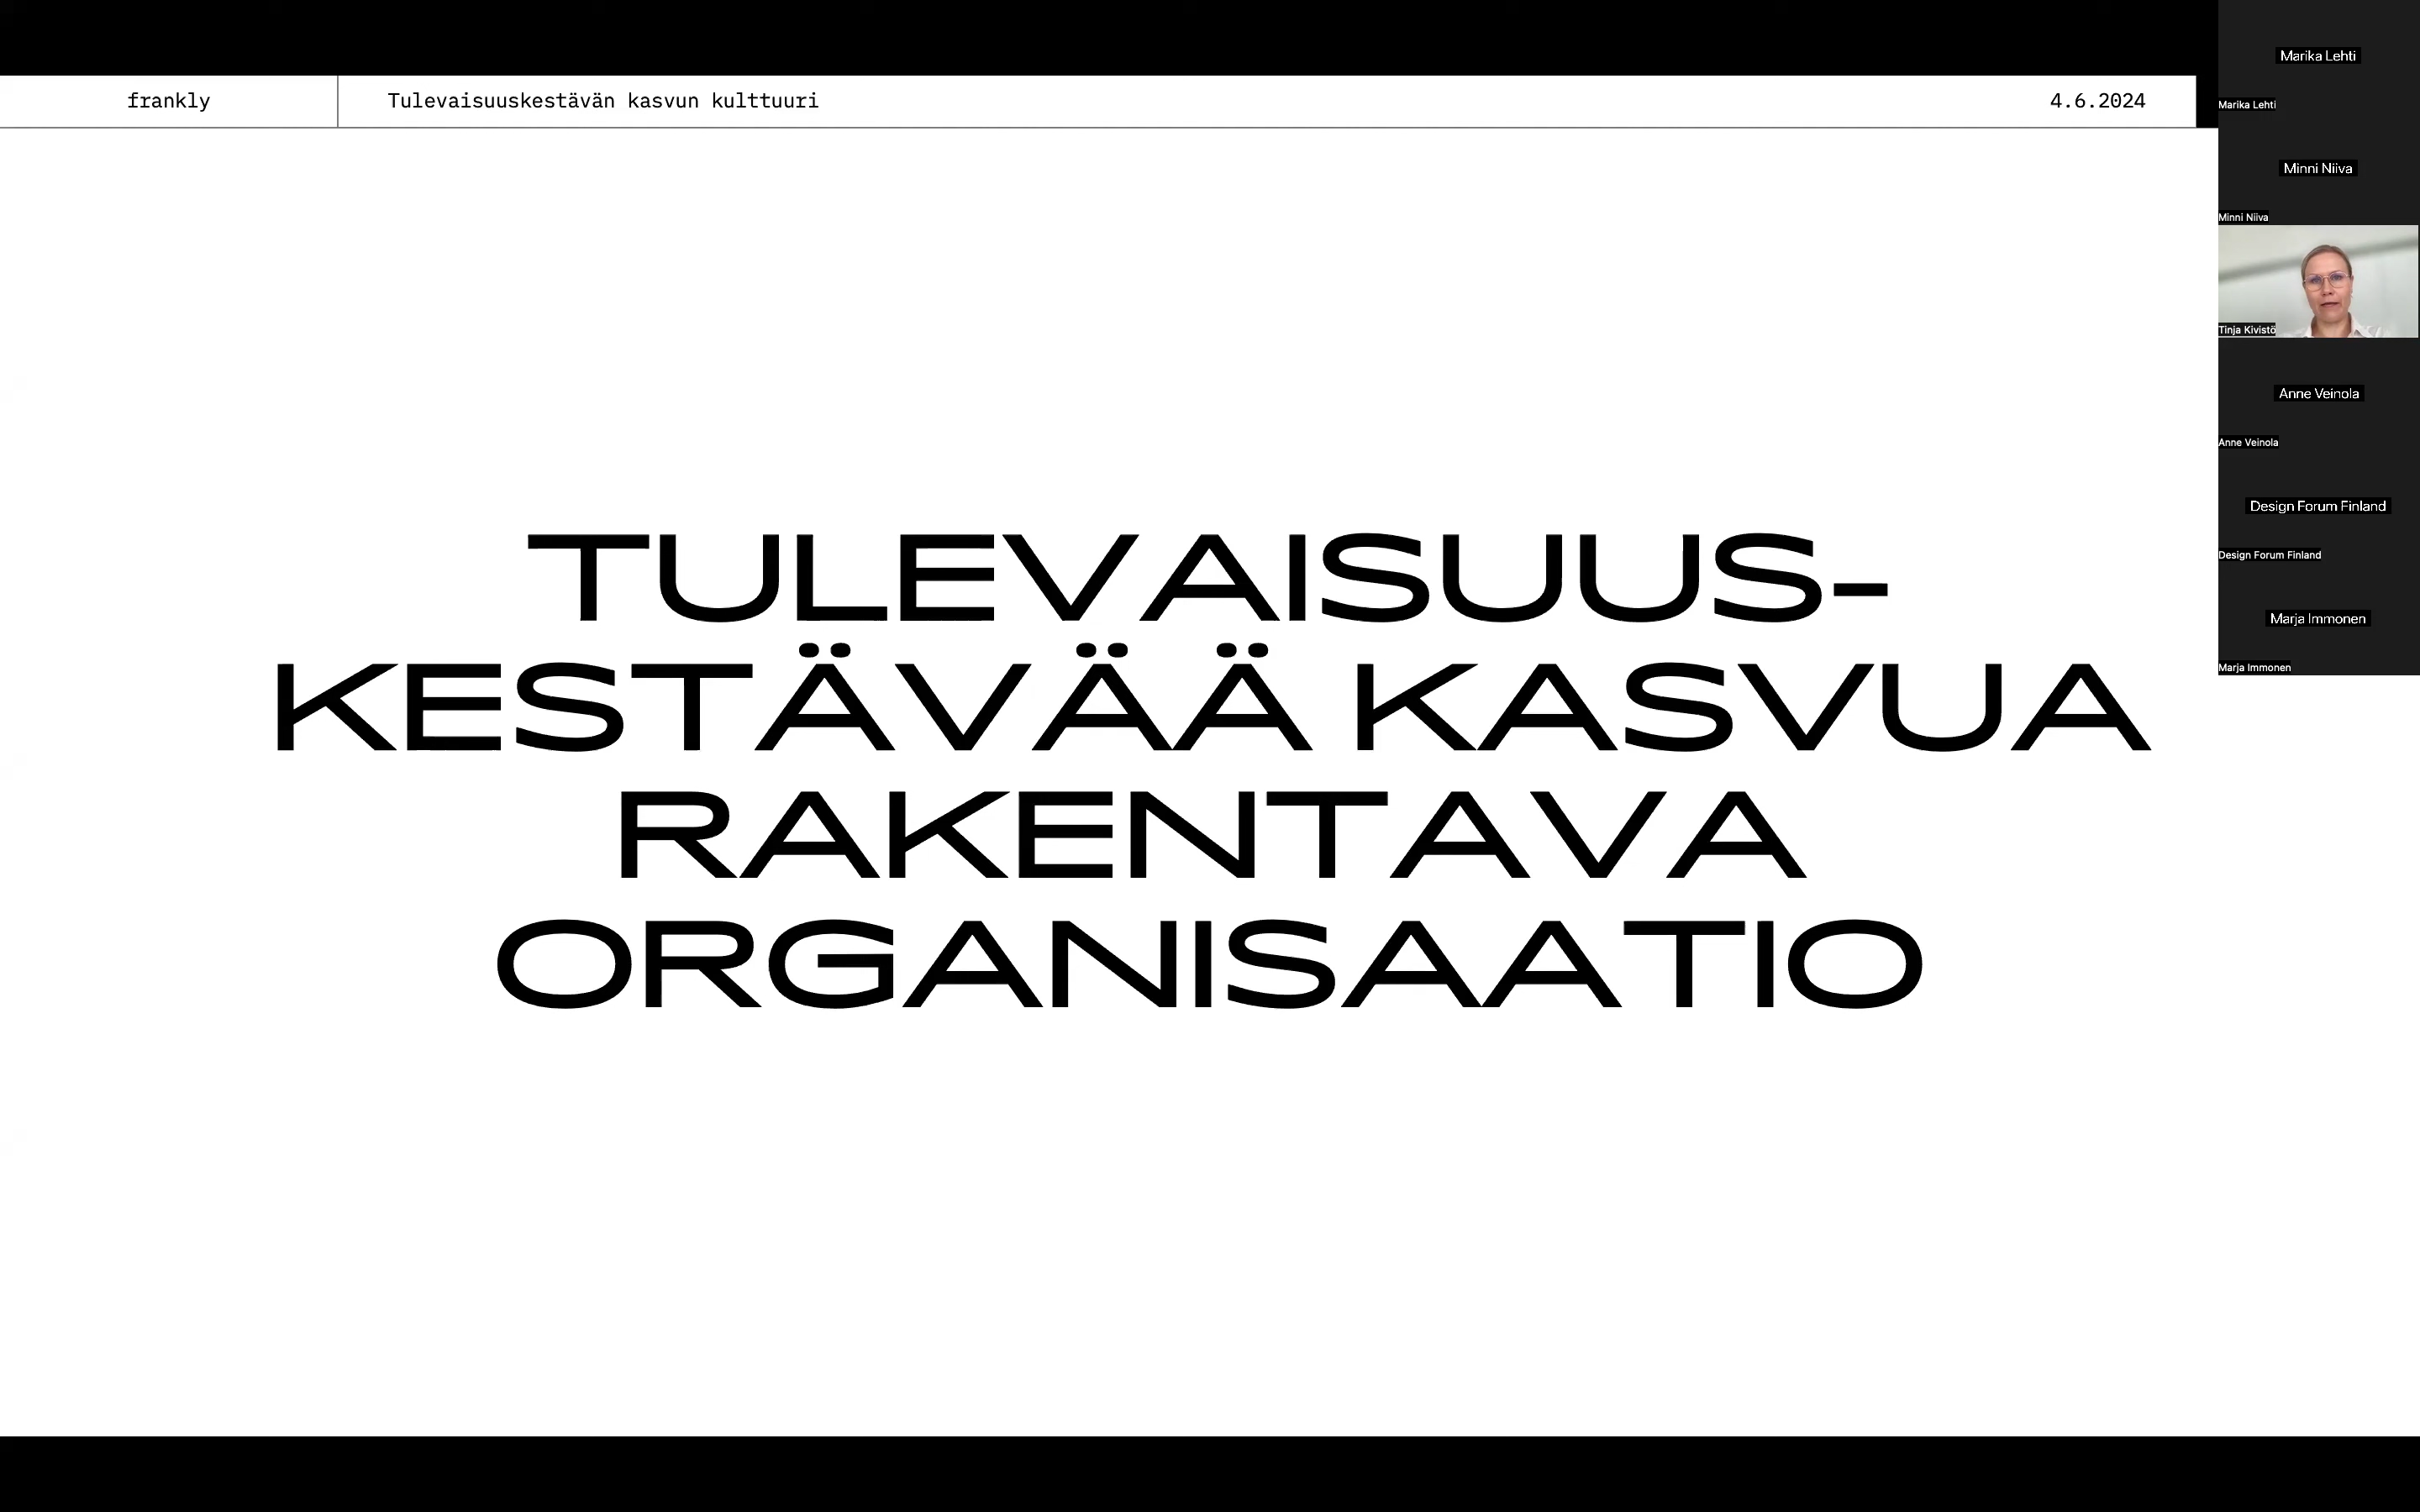 frankly
Tulevaisuuskestävän kasvun kulttuuri
4.6.2024
TULEVAISUUS-
KESTÄVÄÄ KASVUA
RAKENTAVA
ORGANISAATIO
Marika Lehti
Marika Lehti
Minni Niiva
Minni Niiva
Tinja Kivistö
Anne Veinola
Anne Veinola
Design Forum Finland
Design Forum Finland
Marja Immonen
Marja Immonen